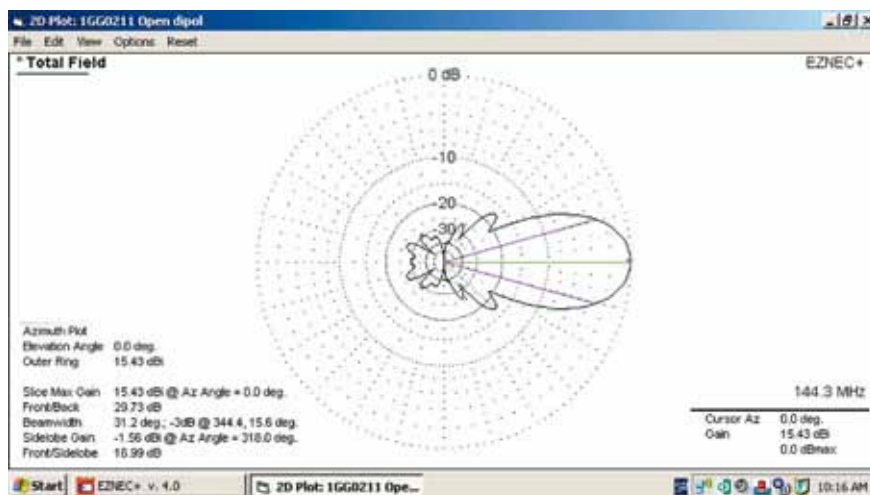 2D Plot: 1GG0211 Open dipol
File Edit View Options Reset
* Total Field
EZNEC+
0 dB
-10
-20
-30
Azimuth Plot
Elevation Angle 0.0 deg.
Outer Ring 15.43 dBi
Slice Max Gain 15.43 dBi @ Az Angle = 0.0 deg.
Front/Back 29.73 dB
Beamwidth 31.2 deg.; -3dB @ 344.4, 15.6 deg.
Sidelobe Gain -1.56 dBi @ Az Angle = 318.0 deg.
Front/Sidelobe 16.99 dB
144.3 MHz
Cursor Az 0.0 deg.
Gain 15.43 dBi
0.0 dBmax
Start EZNEC+ v. 4.0 2D Plot: 1GG0211 Ope... 10:16 AM